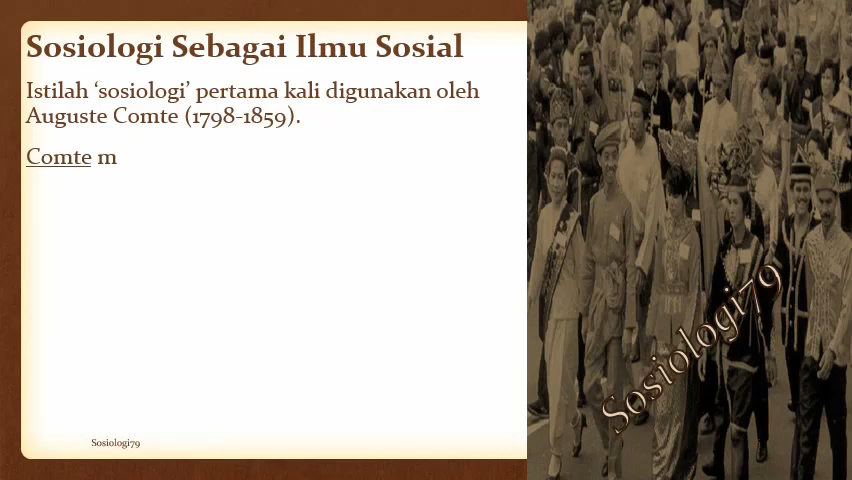 Sosiologi Sebagai Ilmu Sosial
Istilah ‘sosiologi’ pertama kali digunakan oleh
Auguste Comte (1798-1859).
Comte m
Sosiologi79
Sosiologi79